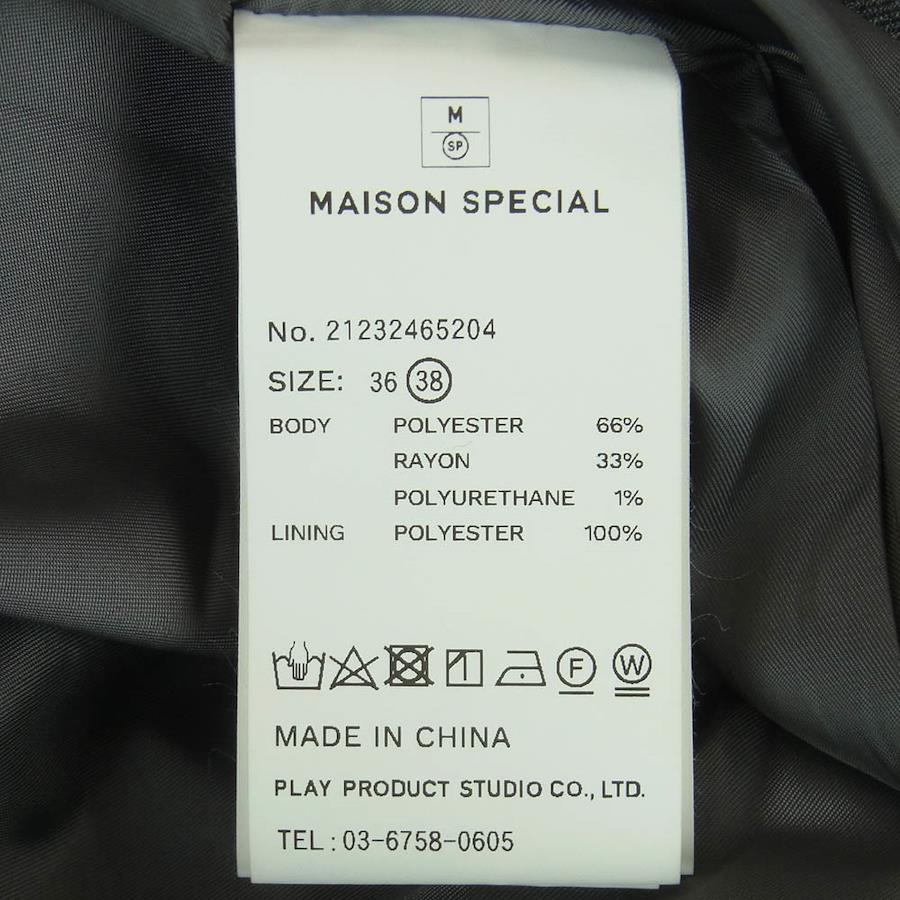 M
SP
MAISON SPECIAL
No. 21232465204
SIZE: 36 38
BODY POLYESTER 66%
RAYON 33%
POLYURETHANE 1%
LINING POLYESTER 100%
F W
MADE IN CHINA
PLAY PRODUCT STUDIO CO., LTD.
TEL : 03-6758-0605